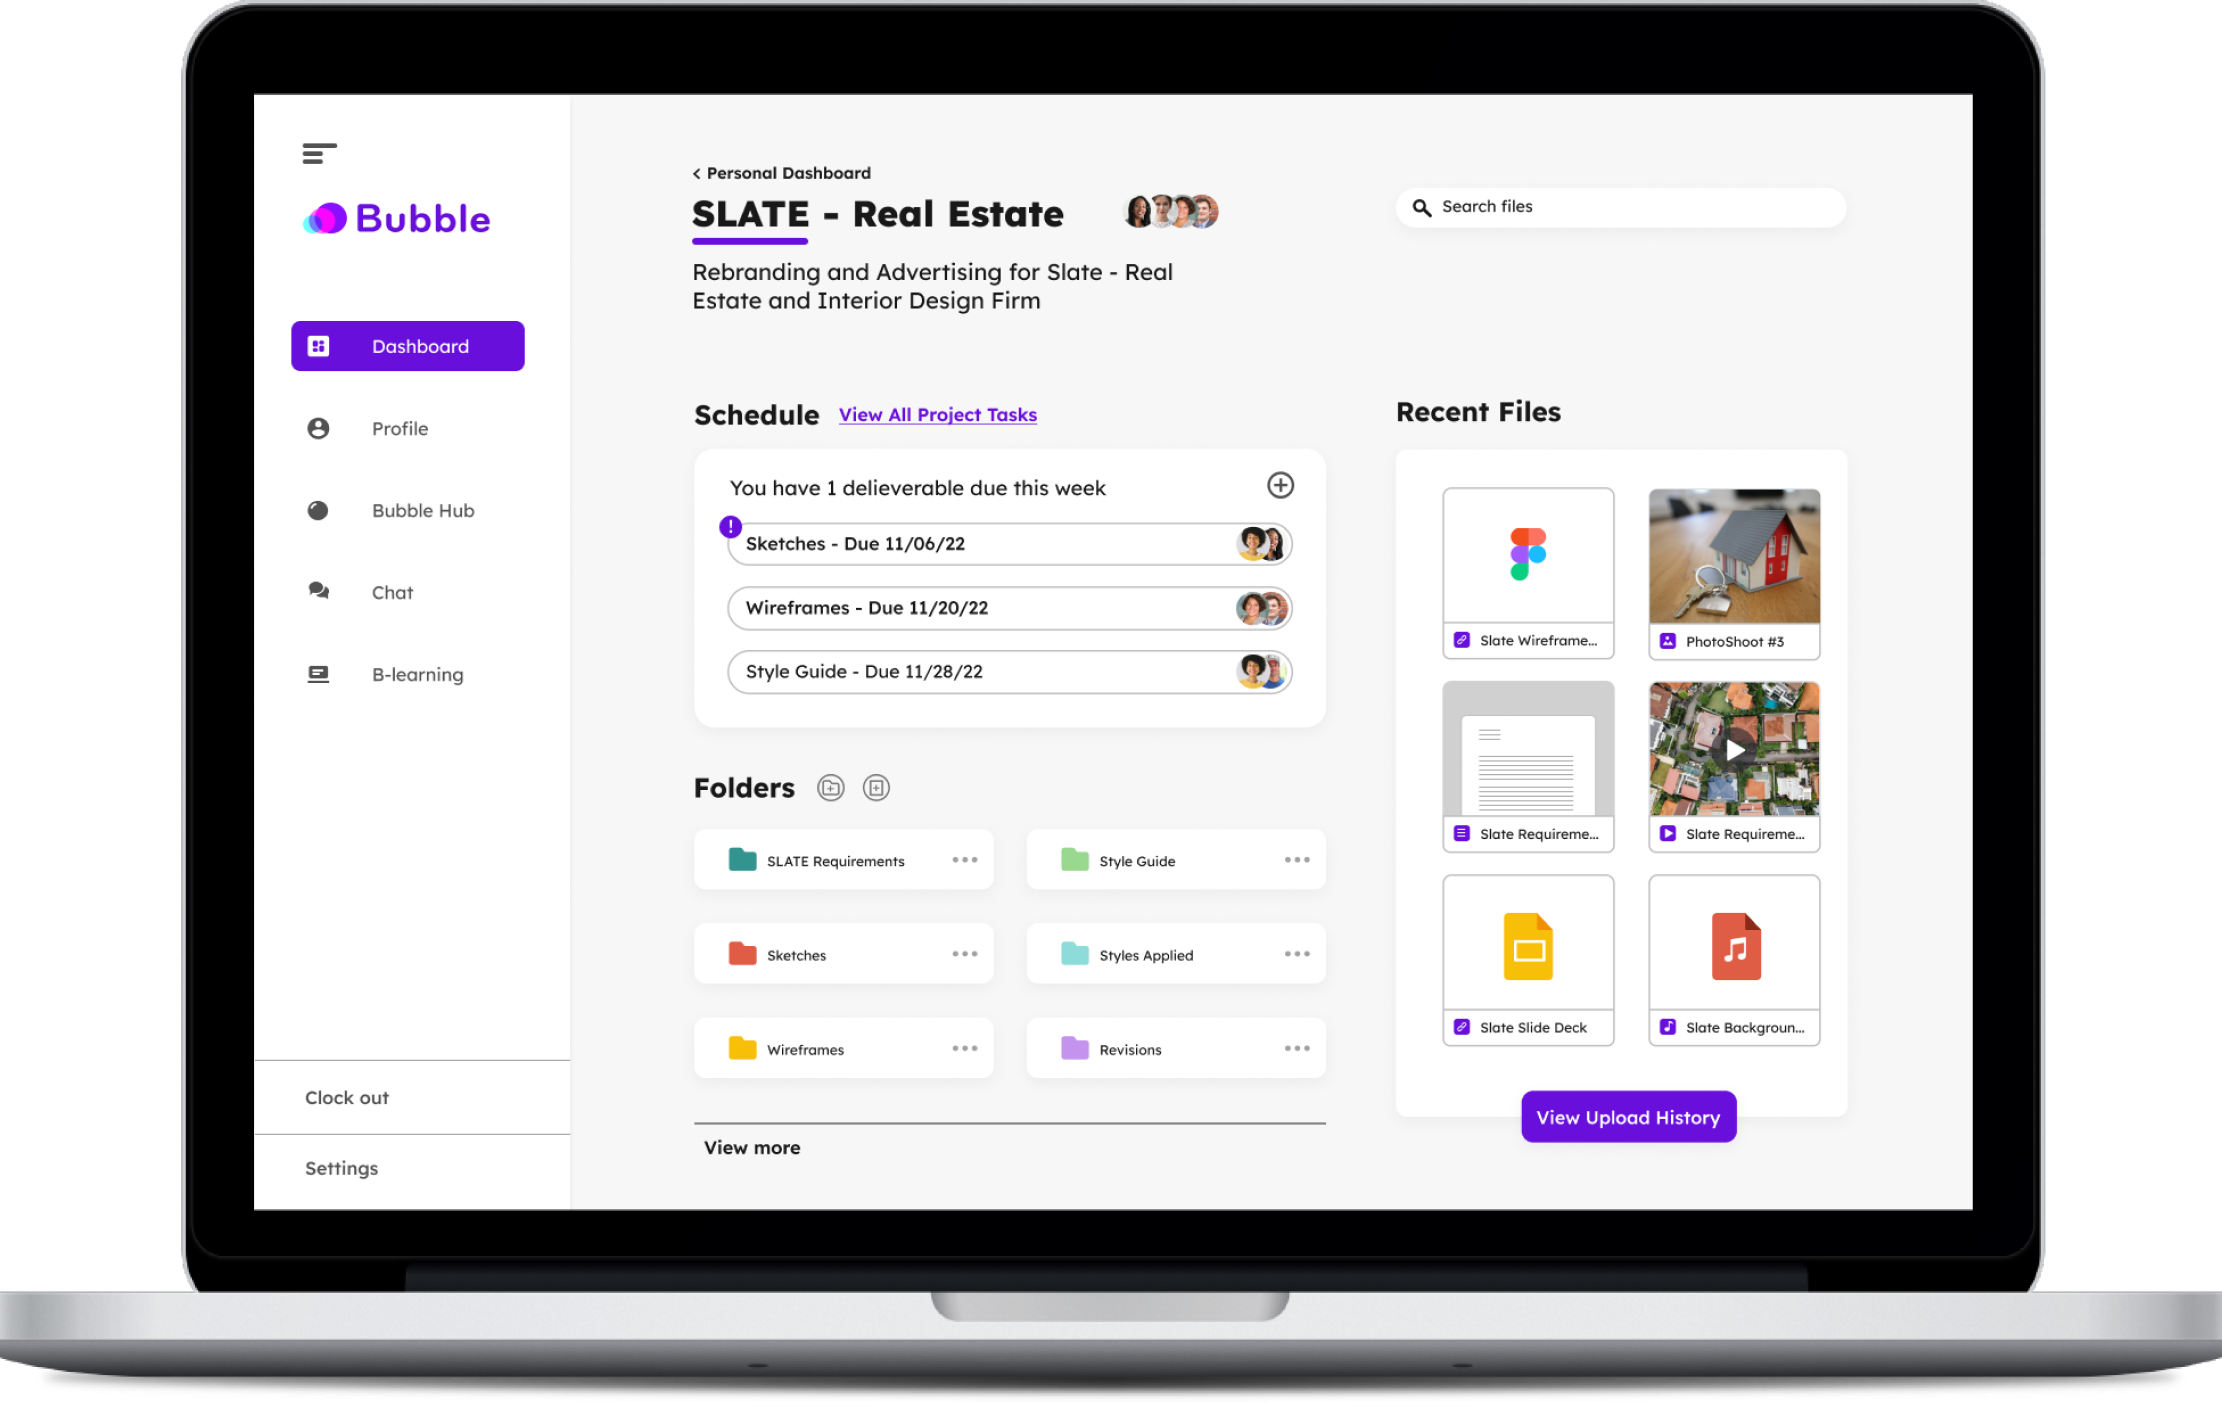 Bubble
Dashboard
Profile
Bubble Hub
Chat
B-learning
Clock out
Settings
< Personal Dashboard
SLATE - Real Estate
Rebranding and Advertising for Slate - Real
Estate and Interior Design Firm
Search files
Schedule
View All Project Tasks
You have 1 delieverable due this week
!
Sketches - Due 11/06/22
Wireframes - Due 11/20/22
Style Guide - Due 11/28/22
Folders
SLATE Requirements
Style Guide
Sketches
Styles Applied
Wireframes
Revisions
View more
Recent Files
Slate Wireframe...
PhotoShoot #3
Slate Requireme...
Slate Requireme...
Slate Slide Deck
Slate Backgroun...
View Upload History